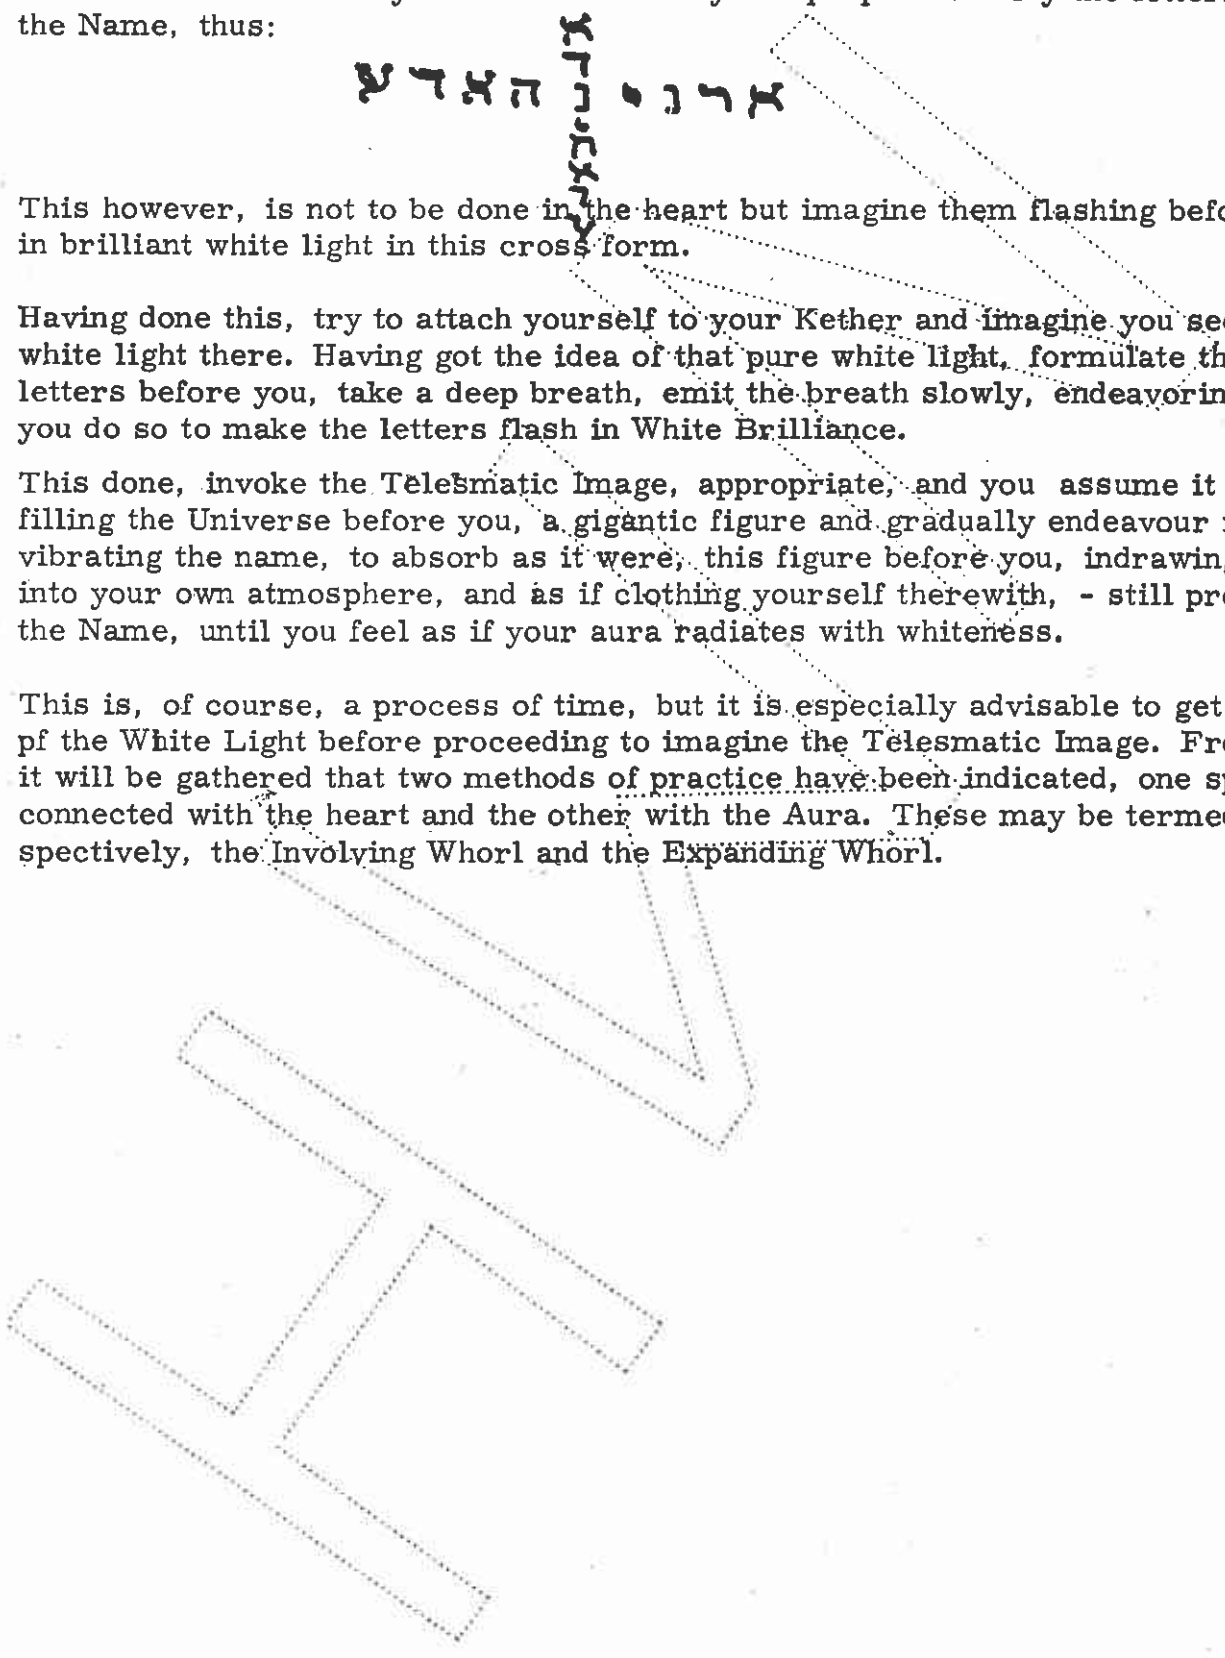 the Name, thus:
אדני הארצ
אדניהארצ
This however, is not to be done in the heart but imagine them flashing befo
in brilliant white light in this cross form.
Having done this, try to attach yourself to your Kether and imagine you see
white light there. Having got the idea of that pure white light, formulate th
letters before you, take a deep breath, emit the breath slowly, endeavorin
you do so to make the letters flash in White Brilliance.
This done, invoke the Telesmatic Image, appropriate, and you assume it
filling the Universe before you, a gigantic figure and gradually endeavour
vibrating the name, to absorb as it were, this figure before you, indrawin
into your own atmosphere, and as if clothing yourself therewith, - still pr
the Name, until you feel as if your aura radiates with whiteness.
This is, of course, a process of time, but it is especially advisable to get
pf the White Light before proceeding to imagine the Telesmatic Image. Fr
it will be gathered that two methods of practice have been indicated, one s
connected with the heart and the other with the Aura. These may be terme
spectively, the Involving Whorl and the Expanding Whorl.